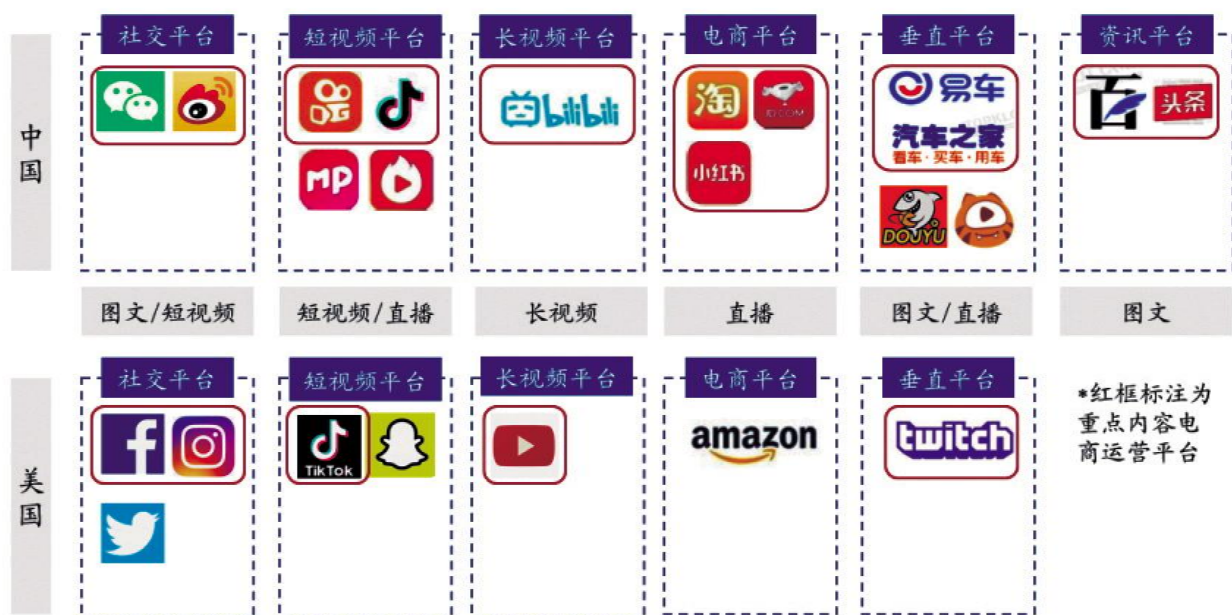 社交平台
短视频平台
长视频平台
电商平台
垂直平台
资讯平台
中国
bilibili
淘
JD.COM
易车
百
头条
汽车之家
看车·买车·用车
MP
小红书
DOUYU
图文/短视频
短视频/直播
长视频
直播
图文/直播
图文
社交平台
短视频平台
长视频平台
电商平台
垂直平台
美国
TikTok
amazon
twitch
*红框标注为
重点内容电
商运营平台